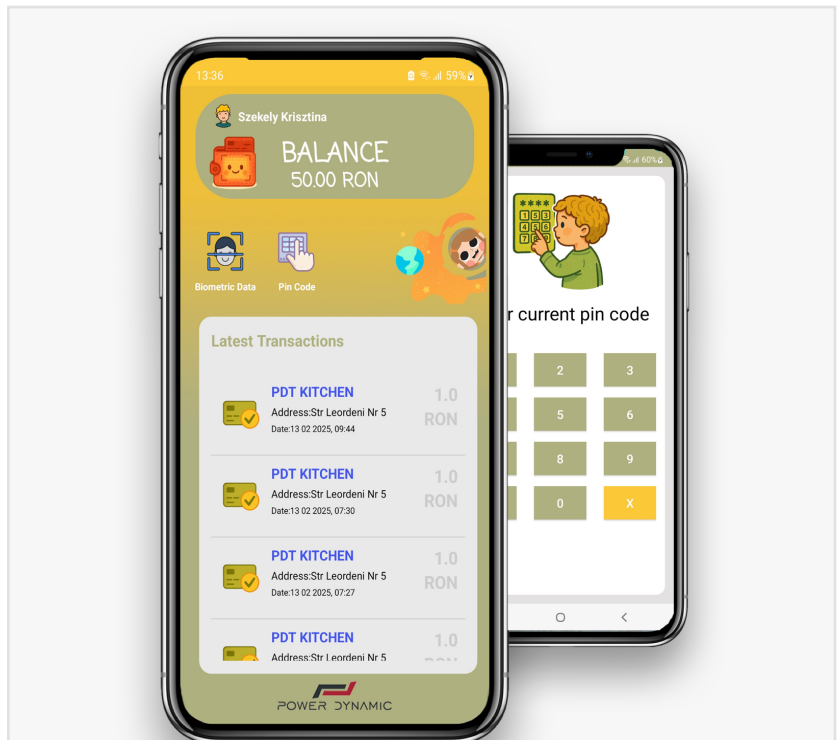 13:36
59%
Szekely Krisztina
BALANCE
50.00 RON
Biometric Data
Pin Code
Latest Transactions
PDT KITCHEN
1.0
Address:Str Leordeni Nr 5
RON
Date:13 02 2025, 09:44
PDT KITCHEN
1.0
Address:Str Leordeni Nr 5
RON
Date:13 02 2025, 07:30
PDT KITCHEN
1.0
Address:Str Leordeni Nr 5
RON
Date:13 02 2025, 07:27
PDT KITCHEN
1.0
Address:Str Leordeni Nr 5
POWER DYNAMIC
60%
****
current pin code
2 3
5 6
8 9
0 X